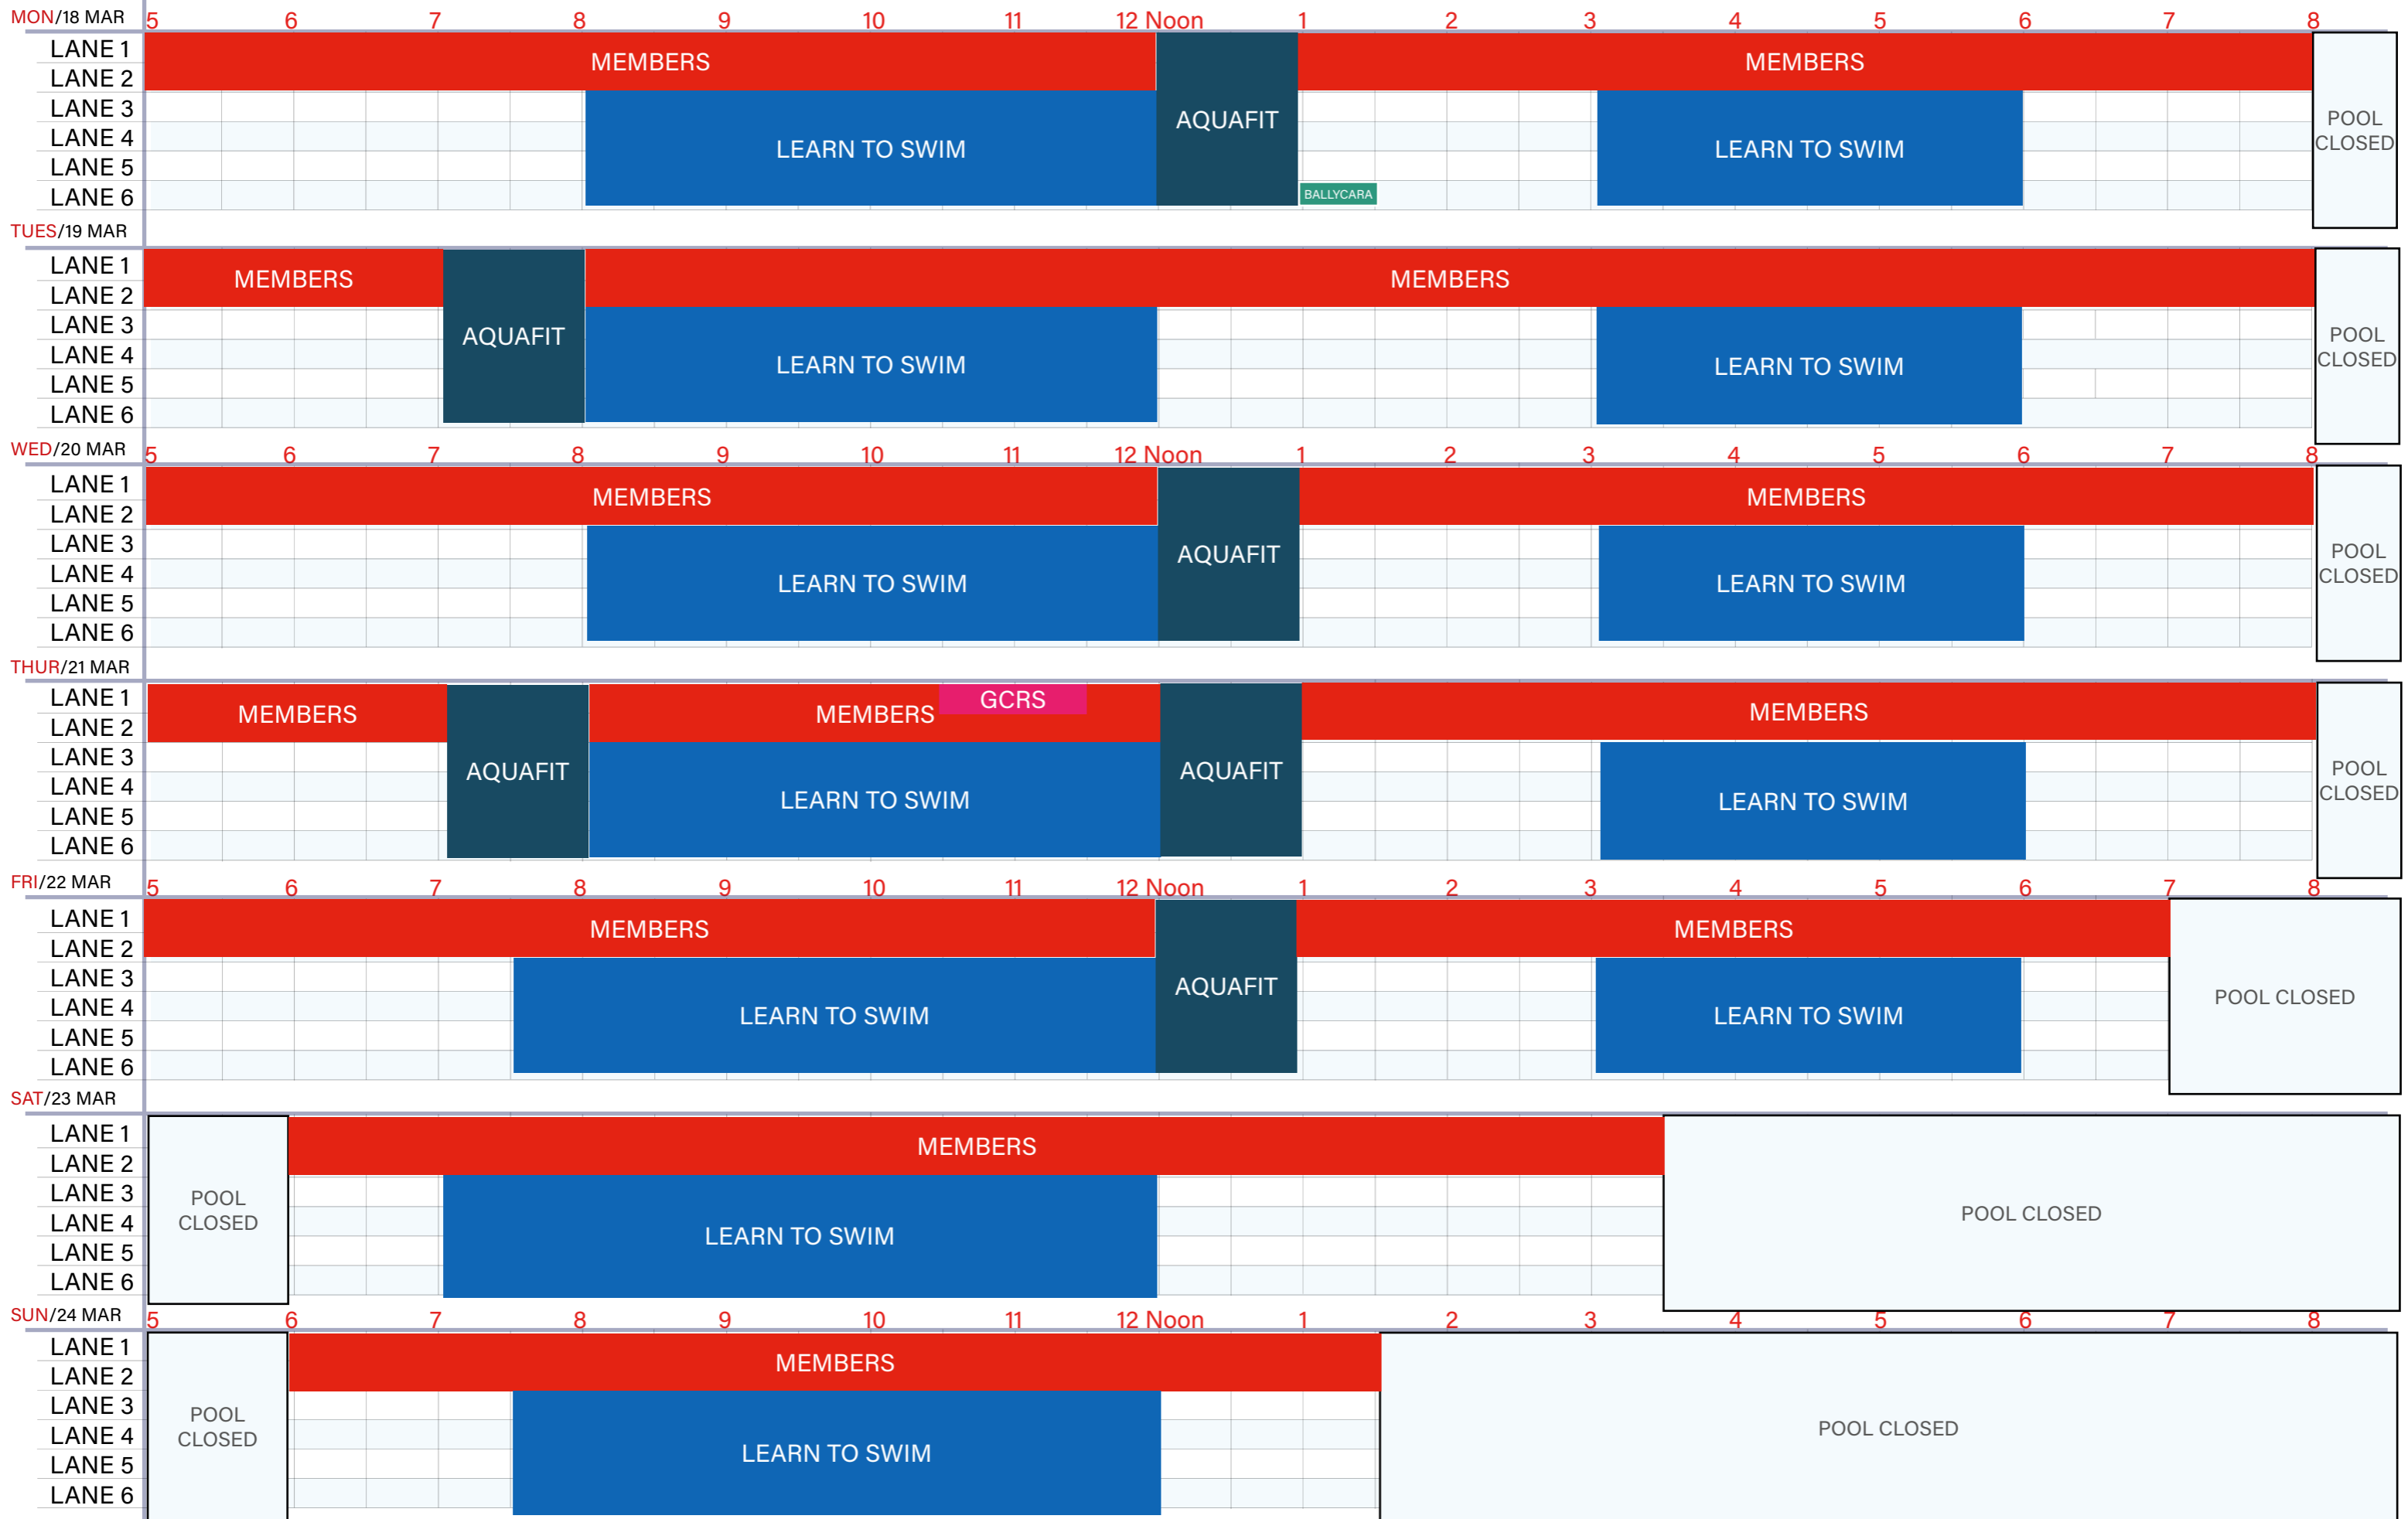 MON/18 MAR 5 6 7 8 9 10 11 12 Noon 1 2 3 4 5 6 7 8
LANE 1
MEMBERS MEMBERS
LANE 2
LANE 3
AQUAFIT POOL
LANE 4 CLOSED
LEARN TO SWIM LEARN TO SWIM
LANE 5
LANE 6 BALLYCARA
TUES/19 MAR
LANE 1
MEMBERS MEMBERS
LANE 2
LANE 3
AQUAFIT POOL
LANE 4 CLOSED
LEARN TO SWIM LEARN TO SWIM
LANE 5
LANE 6
WED/20 MAR 5 6 7 8 9 10 11 12 Noon 1 2 3 4 5 6 7 8
LANE 1
MEMBERS MEMBERS
LANE 2
LANE 3
AQUAFIT POOL
LANE 4 CLOSED
LEARN TO SWIM LEARN TO SWIM
LANE 5
LANE 6
THUR/21 MAR
LANE 1 GCRS
MEMBERS MEMBERS MEMBERS
LANE 2
LANE 3
AQUAFIT AQUAFIT POOL
LANE 4 CLOSED
LEARN TO SWIM LEARN TO SWIM
LANE 5
LANE 6
FRI/22 MAR 5 6 7 8 9 10 11 12 Noon 1 2 3 4 5 6 7 8
LANE 1
MEMBERS MEMBERS
LANE 2
LANE 3
AQUAFIT POOL CLOSED
LANE 4
LEARN TO SWIM LEARN TO SWIM
LANE 5
LANE 6
SAT/23 MAR
LANE 1
MEMBERS
LANE 2
LANE 3
POOL
LANE 4 POOL CLOSED
CLOSED
LEARN TO SWIM
LANE 5
LANE 6
SUN/24 MAR 5 6 7 8 9 10 11 12 Noon 1 2 3 4 5 6 7 8
LANE 1
MEMBERS
LANE 2
LANE 3
POOL
LANE 4 POOL CLOSED
CLOSED
LEARN TO SWIM
LANE 5
LANE 6